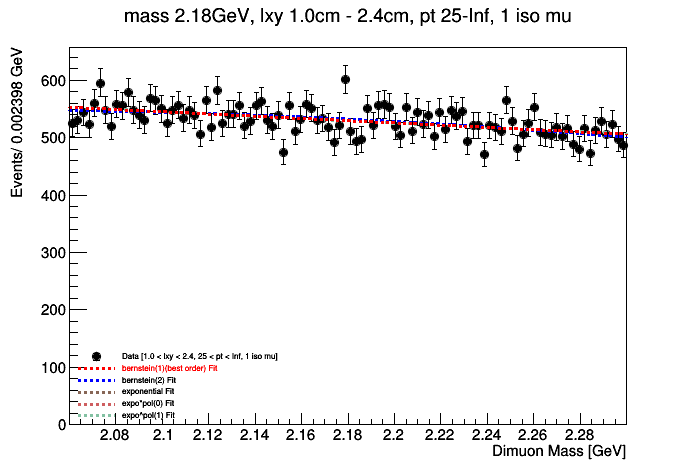 mass 2.18GeV, lxy 1.0cm - 2.4cm, pt 25-Inf, 1 iso mu
Events/ 0.002398 GeV
600
500
400
300
200
100
0
Data [1.0 < lxy < 2.4, 25 < pt < Inf, 1 iso mu]
bernstein(1)(best order) Fit
bernstein(2) Fit
exponential Fit
expo*pol(0) Fit
expo*pol(1) Fit
2.08 2.1 2.12 2.14 2.16 2.18 2.2 2.22 2.24 2.26 2.28
Dimuon Mass [GeV]